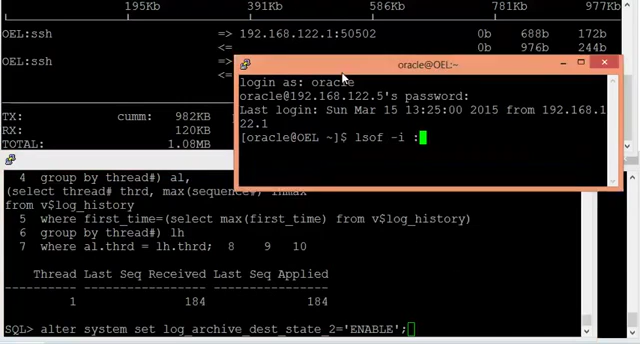 195Kb 391Kb 586Kb 781Kb 977Kb
OEL:ssh => 192.168.122.1:50502 0b 688b 172b
<= 0b 976b 244b
OEL:ssh =>
<=
TX: cumm: 982KB
RX: 120KB
TOTAL: 1.08MB
oracle@OEL:~
login as: oracle
oracle@192.168.122.5's password:
Last login: Sun Mar 15 13:25:00 2015 from 192.168.1
22.1
[oracle@OEL ~]$ lsof -i :
4 group by thread#) al,
(select thread# thrd, max(sequence#) lhmax
from v$log_history
5 where first_time=(select max(first_time) from v$log_history)
6 group by thread#) lh
7 where al.thrd = lh.thrd; 8 9 10
Thread Last Seq Received Last Seq Applied
---------- ----------------- ----------------
1 184 184
SQL> alter system set log_archive_dest_state_2='ENABLE';